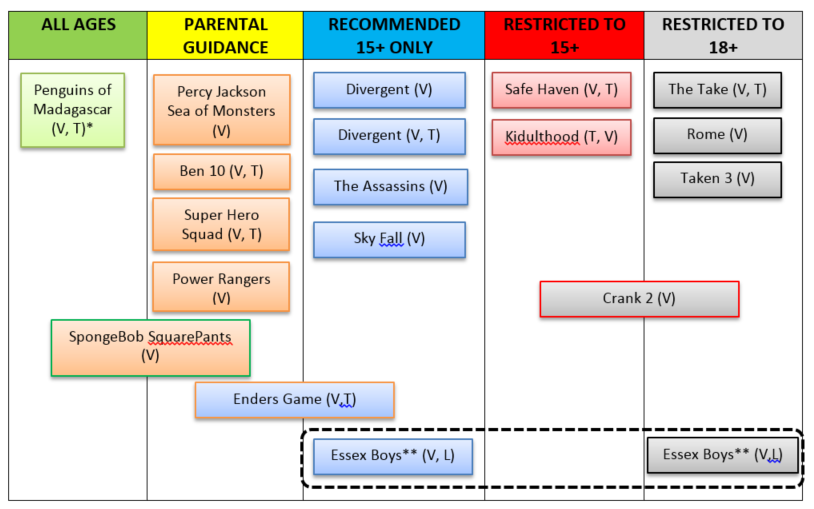 ALL AGES
PARENTAL
GUIDANCE
RECOMMENDED
15+ ONLY
RESTRICTED TO
15+
RESTRICTED TO
18+
Penguins of
Madagascar
(V, T)*
Percy Jackson
Sea of Monsters
(V)
Ben 10 (V, T)
Super Hero
Squad (V, T)
Power Rangers
(V)
SpongeBob SquarePants
(V)
Enders Game (V,T)
Divergent (V)
Divergent (V, T)
The Assassins (V)
Sky Fall (V)
Essex Boys** (V, L)
Safe Haven (V, T)
Kidulthood (T, V)
Crank 2 (V)
The Take (V, T)
Rome (V)
Taken 3 (V)
Essex Boys** (V,L)